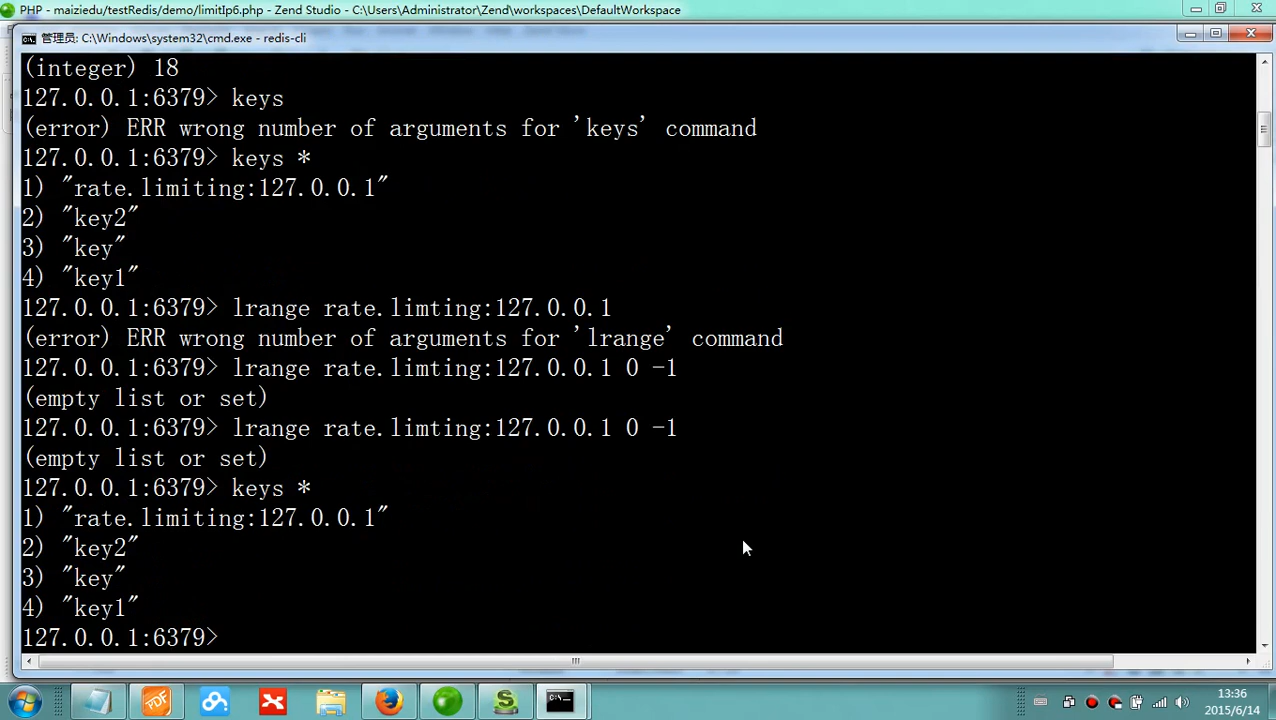 PHP - maiziedu/testRedis/demo/limitIp6.php - Zend Studio - C:\Users\Administrator\Zend\workspaces\DefaultWorkspace
管理员: C:\Windows\system32\cmd.exe - redis-cli
(integer) 18
127.0.0.1:6379> keys
(error) ERR wrong number of arguments for 'keys' command
127.0.0.1:6379> keys *
1) "rate.limiting:127.0.0.1"
2) "key2"
3) "key"
4) "key1"
127.0.0.1:6379> lrange rate.limting:127.0.0.1
(error) ERR wrong number of arguments for 'lrange' command
127.0.0.1:6379> lrange rate.limting:127.0.0.1 0 -1
(empty list or set)
127.0.0.1:6379> lrange rate.limting:127.0.0.1 0 -1
(empty list or set)
127.0.0.1:6379> keys *
1) "rate.limiting:127.0.0.1"
2) "key2"
3) "key"
4) "key1"
127.0.0.1:6379>
PDF
S
13:36
2015/6/14